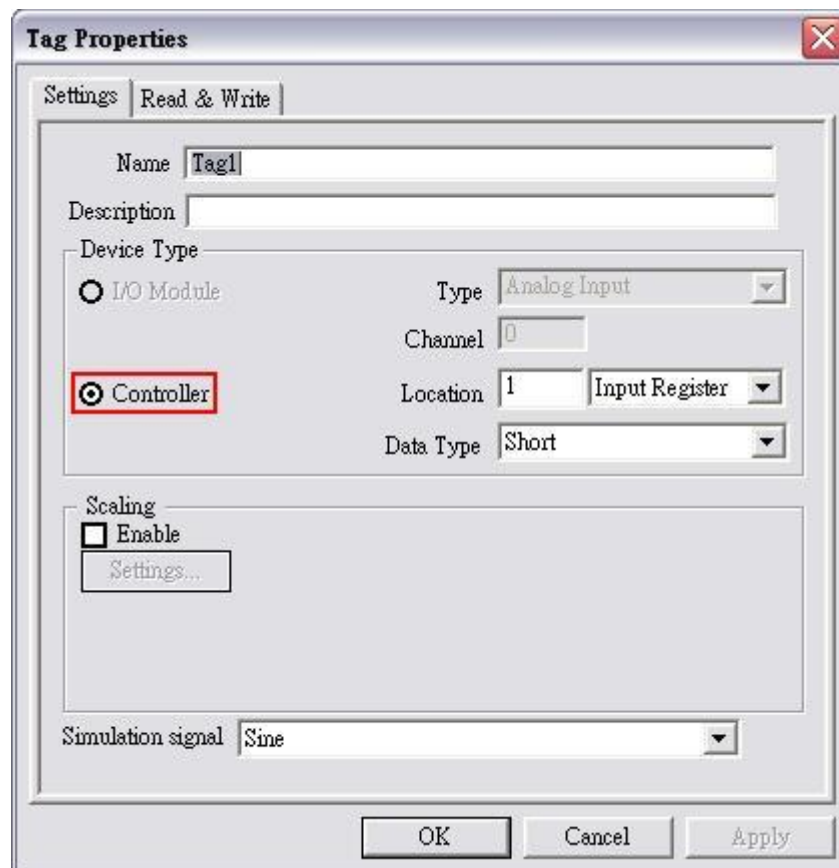 Tag Properties
Settings Read & Write
Name Tag1
Description
Device Type
I/O Module Type Analog Input
Channel 0
Controller Location 1 Input Register
Data Type Short
Scaling
Enable
Settings...
Simulation signal Sine
OK Cancel Apply